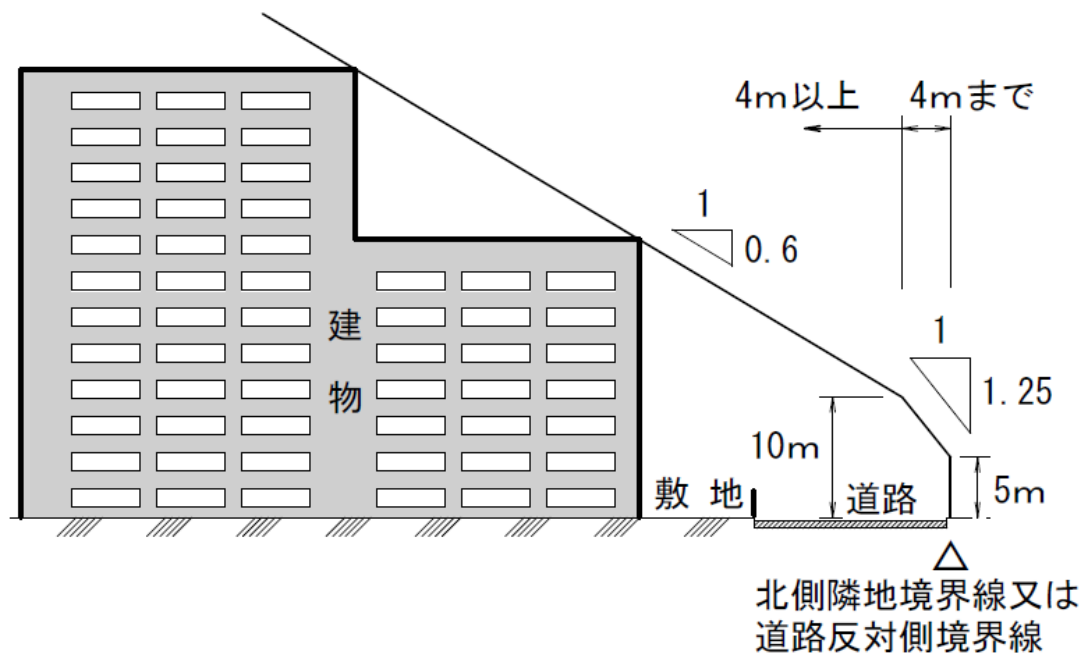 4m以上
4mまで
1
0.6
1
1.25
建
物
10m
5m
敷 地
道路
北側隣地境界線又は
道路反対側境界線